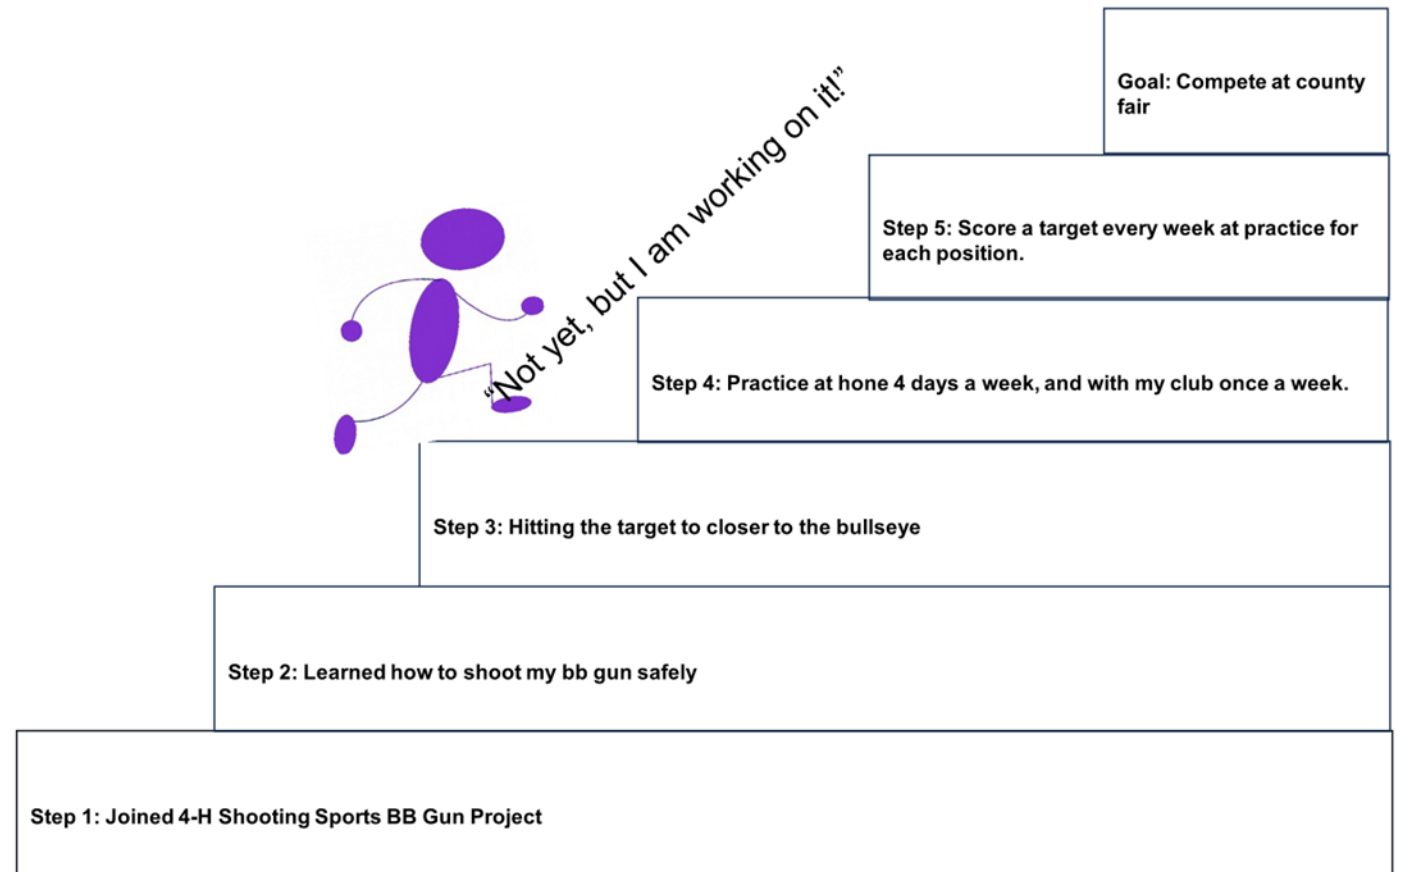 Goal: Compete at county
fair
“Not yet, but I am working on it!”
Step 5: Score a target every week at practice for
each position.
Step 4: Practice at hone 4 days a week, and with my club once a week.
Step 3: Hitting the target to closer to the bullseye
Step 2: Learned how to shoot my bb gun safely
Step 1: Joined 4-H Shooting Sports BB Gun Project